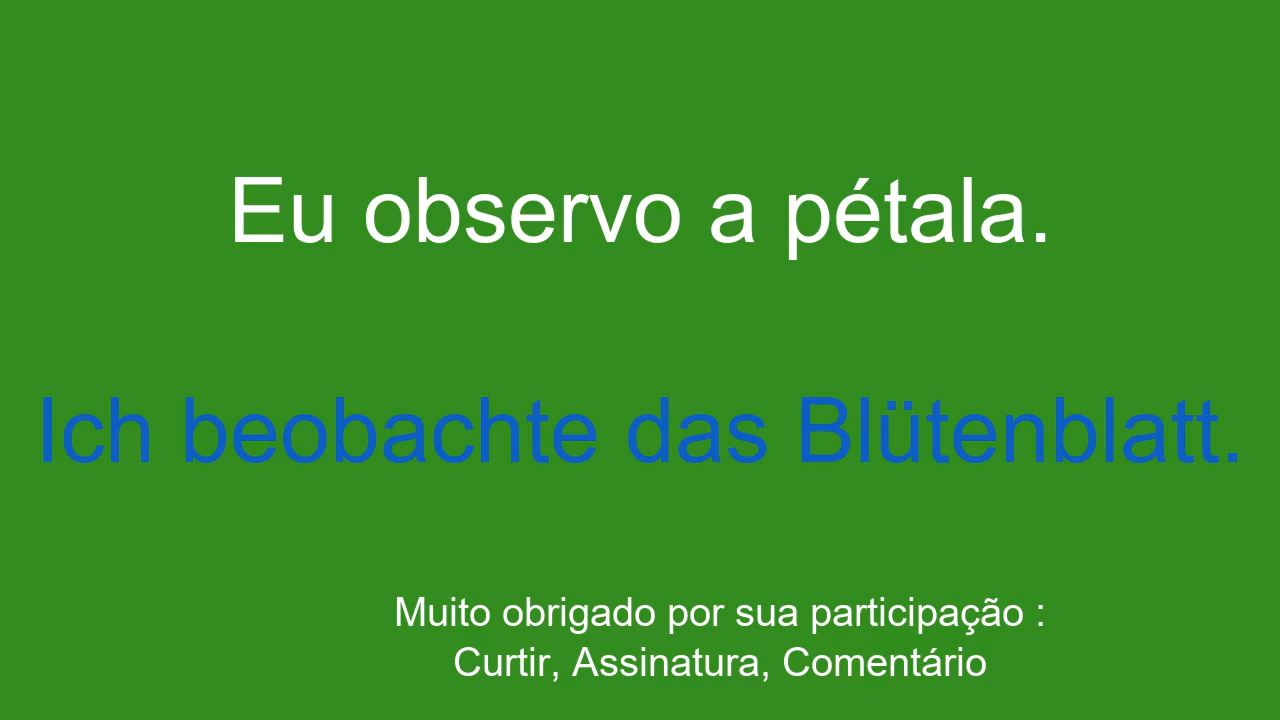 Eu observo a pétala.
Ich beobachte das Blütenblatt.
Muito obrigado por sua participação :
Curtir, Assinatura, Comentário